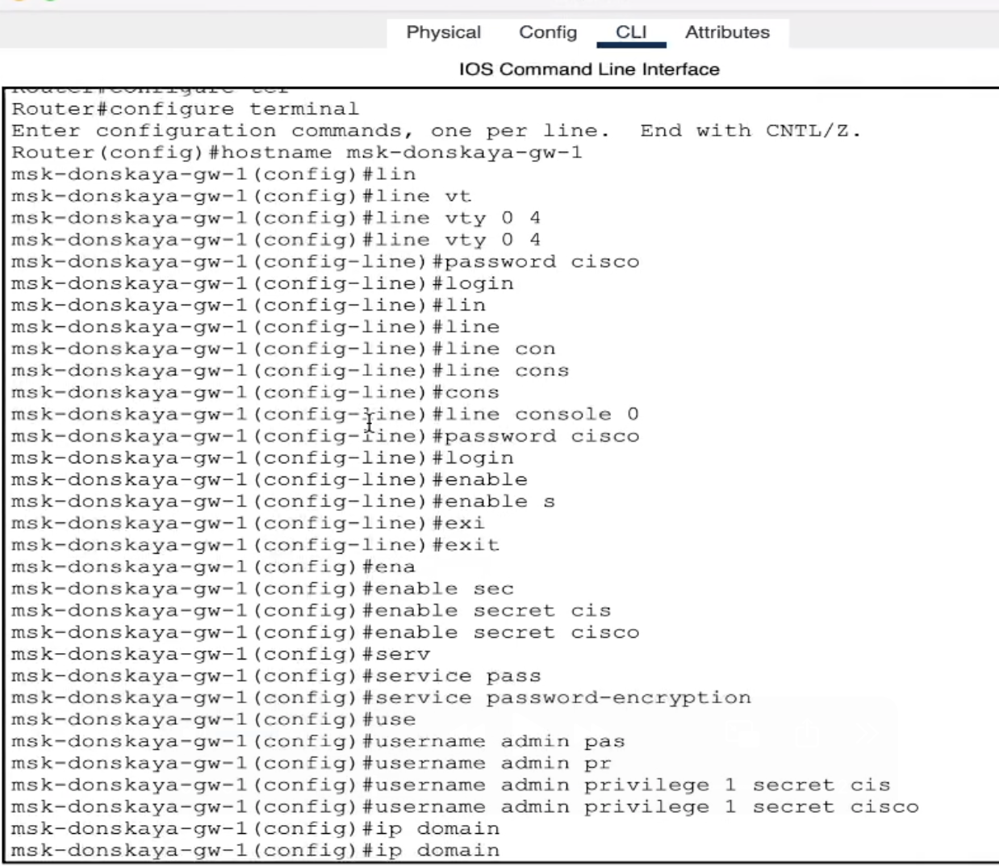 Physical Config CLI Attributes
IOS Command Line Interface
Router#configure ter
Router#configure terminal
Enter configuration commands, one per line. End with CNTL/Z.
Router(config)#hostname msk-donskaya-gw-1
msk-donskaya-gw-1(config)#lin
msk-donskaya-gw-1(config)#line vt
msk-donskaya-gw-1(config)#line vty 0 4
msk-donskaya-gw-1(config)#line vty 0 4
msk-donskaya-gw-1(config-line)#password cisco
msk-donskaya-gw-1(config-line)#login
msk-donskaya-gw-1(config-line)#lin
msk-donskaya-gw-1(config-line)#line
msk-donskaya-gw-1(config-line)#line con
msk-donskaya-gw-1(config-line)#line cons
msk-donskaya-gw-1(config-line)#cons
msk-donskaya-gw-1(config-line)#line console 0
msk-donskaya-gw-1(config-line)#password cisco
msk-donskaya-gw-1(config-line)#login
msk-donskaya-gw-1(config-line)#enable
msk-donskaya-gw-1(config-line)#enable s
msk-donskaya-gw-1(config-line)#exi
msk-donskaya-gw-1(config-line)#exit
msk-donskaya-gw-1(config)#ena
msk-donskaya-gw-1(config)#enable sec
msk-donskaya-gw-1(config)#enable secret cis
msk-donskaya-gw-1(config)#enable secret cisco
msk-donskaya-gw-1(config)#serv
msk-donskaya-gw-1(config)#service pass
msk-donskaya-gw-1(config)#service password-encryption
msk-donskaya-gw-1(config)#use
msk-donskaya-gw-1(config)#username admin pas
msk-donskaya-gw-1(config)#username admin pr
msk-donskaya-gw-1(config)#username admin privilege 1 secret cis
msk-donskaya-gw-1(config)#username admin privilege 1 secret cisco
msk-donskaya-gw-1(config)#ip domain
msk-donskaya-gw-1(config)#ip domain